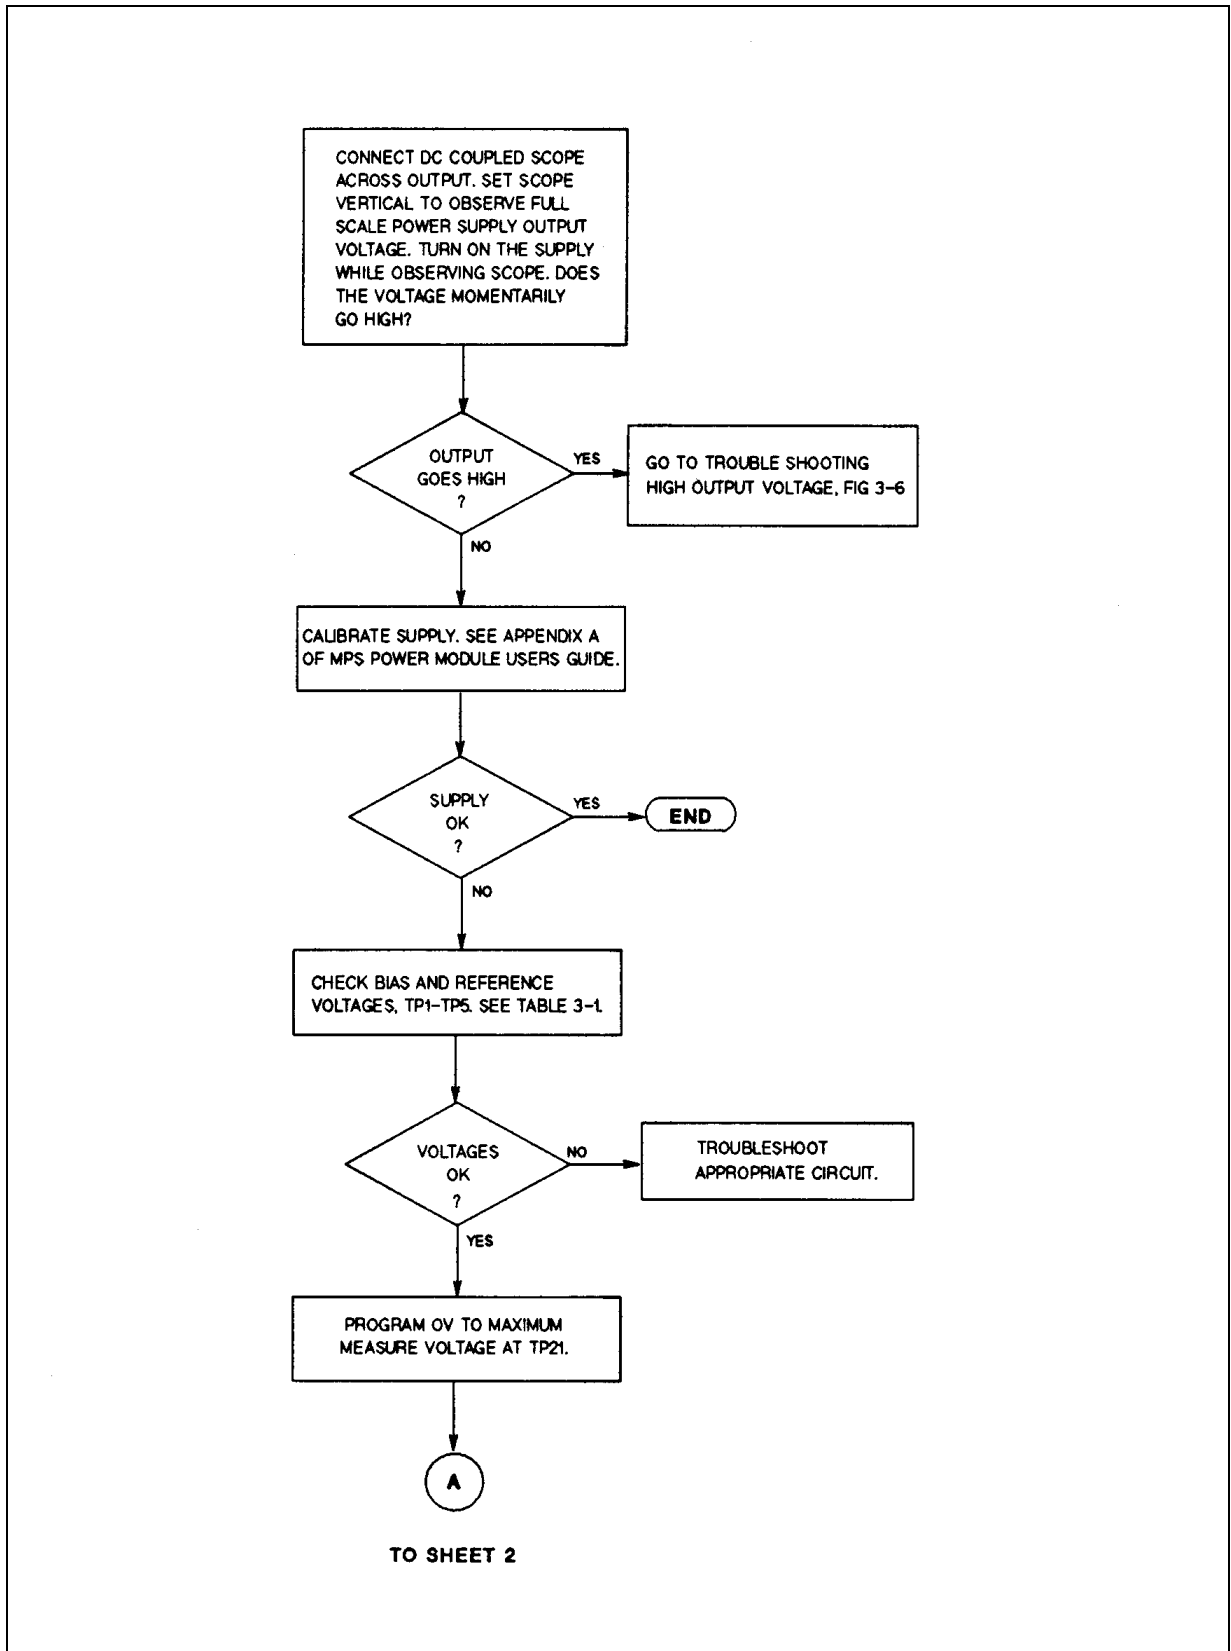 CONNECT DC COUPLED SCOPE
ACROSS OUTPUT. SET SCOPE
VERTICAL TO OBSERVE FULL
SCALE POWER SUPPLY OUTPUT
VOLTAGE. TURN ON THE SUPPLY
WHILE OBSERVING SCOPE. DOES
THE VOLTAGE MOMENTARILY
GO HIGH?
OUTPUT
GOES HIGH
?
YES
GO TO TROUBLE SHOOTING
HIGH OUTPUT VOLTAGE, FIG 3-6
NO
CALIBRATE SUPPLY. SEE APPENDIX A
OF MPS POWER MODULE USERS GUIDE.
SUPPLY
OK
?
YES
END
NO
CHECK BIAS AND REFERENCE
VOLTAGES, TP1-TP5. SEE TABLE 3-1.
VOLTAGES
OK
?
NO
TROUBLESHOOT
APPROPRIATE CIRCUIT.
YES
PROGRAM OV TO MAXIMUM
MEASURE VOLTAGE AT TP21.
A
TO SHEET 2